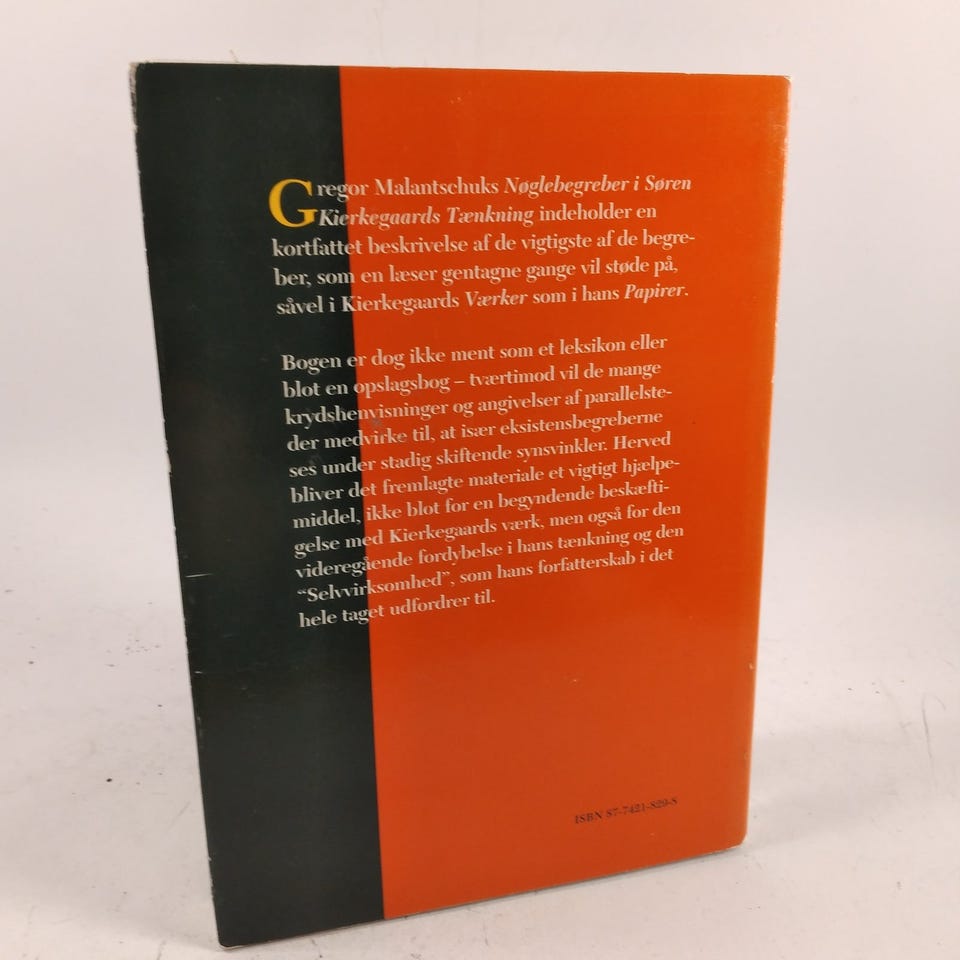 Gregor Malantschuks Nøglebegreber i Søren
Kierkegaards Tænkning indeholder en
kortfattet beskrivelse af de vigtigste af de begre-
ber, som en læser gentagne gange vil støde på,
såvel i Kierkegaards Værker som i hans Papirer.
Bogen er dog ikke ment som et leksikon eller
blot en opslagsbog – tværtimod vil de mange
krydshenvisninger og angivelser af parallelste-
der medvirke til, at især eksistensbegreberne
ses under stadig skiftende synsvinkler. Herved
bliver det fremlagte materiale et vigtigt hjælpe-
middel, ikke blot for en begyndende beskæfti-
gelse med Kierkegaards værk, men også for den
videregående fordybelse i hans tænkning og den
“Selvvirksomhed”, som hans forfatterskab i det
hele taget udfordrer til.
ISBN 87-7421-829-8